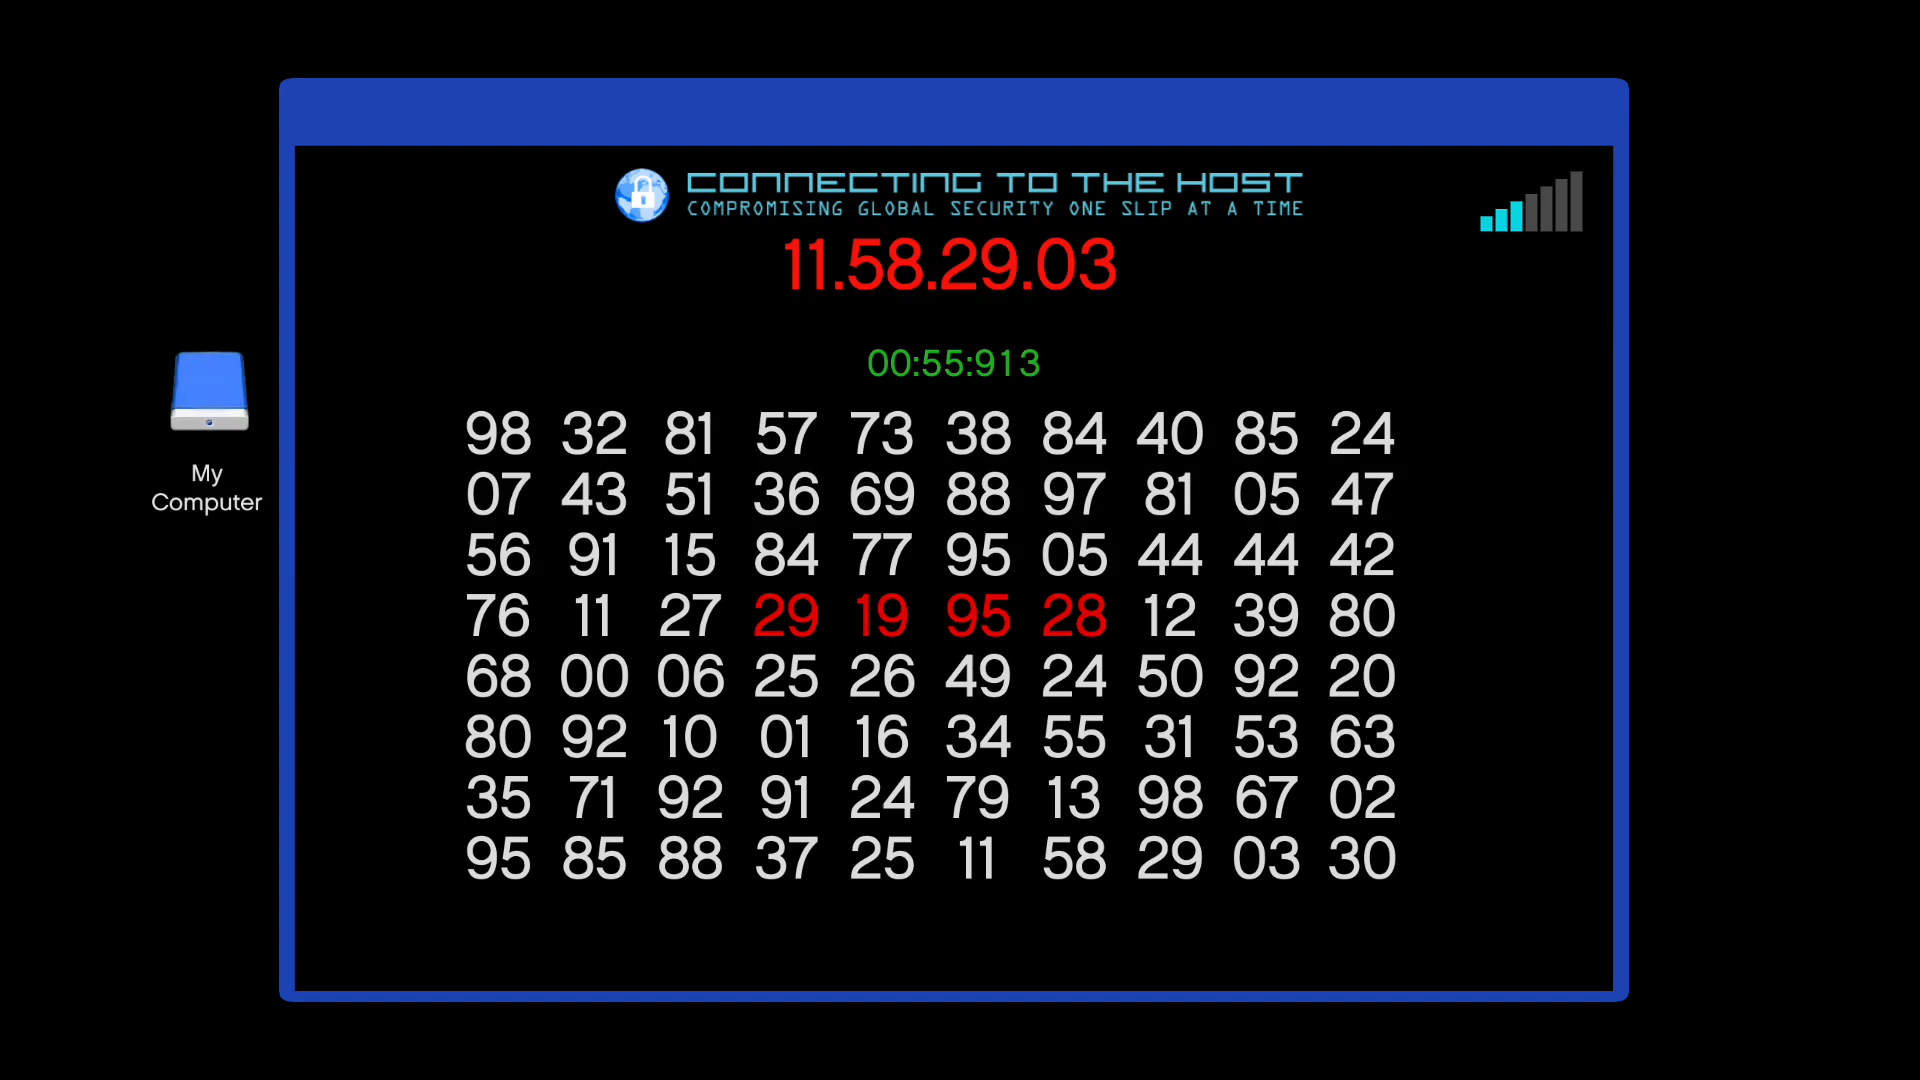 CONNECTING TO THE HOST
COMPROMISING GLOBAL SECURITY ONE SLIP AT A TIME
11.58.29.03
00:55:913
98 32 81 57 73 38 84 40 85 24
07 43 51 36 69 88 97 81 05 47
56 91 15 84 77 95 05 44 44 42
76 11 27 29 19 95 28 12 39 80
68 00 06 25 26 49 24 50 92 20
80 92 10 01 16 34 55 31 53 63
35 71 92 91 24 79 13 98 67 02
95 85 88 37 25 11 58 29 03 30
My
Computer